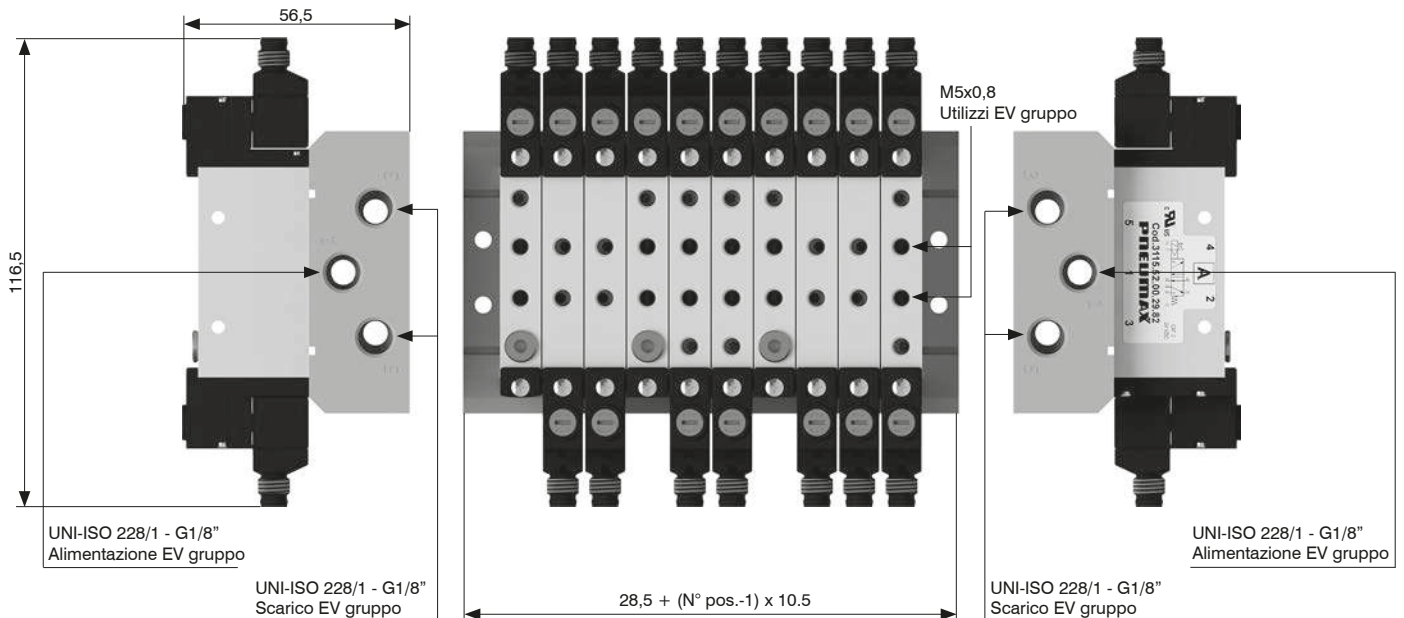 56,5
116,5
M5x0,8
Utilizzi EV gruppo
Cod.3115.52.00.29.82
PNEUMAX
5
1
3
4
A
2
UNI-ISO 228/1 - G1/8”
Alimentazione EV gruppo
UNI-ISO 228/1 - G1/8”
Scarico EV gruppo
28,5 + (N° pos.-1) x 10.5
UNI-ISO 228/1 - G1/8”
Scarico EV gruppo
UNI-ISO 228/1 - G1/8”
Alimentazione EV gruppo